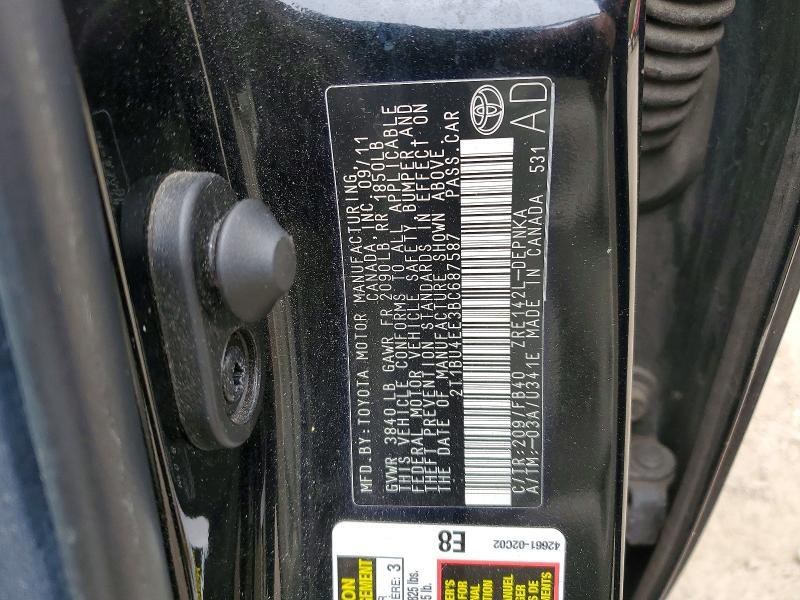 MFD.BY:TOYOTA MOTOR MANUFACTURING
CANADA, INC. 09/11
GVWR 3840LB GAWR FR 2090LB RR 1850LB
THIS VEHICLE CONFORMS TO ALL APPLICABLE
FEDERAL MOTOR VEHICLE SAFETY, BUMPER, AND
THEFT PREVENTION STANDARDS IN EFFECT ON
THE DATE OF MANUFACTURE SHOWN ABOVE.
2T1BU4EE3BC687587 PASS.CAR
C/TR:209/FB40 ZRE142L-DEPNKA
A/TM:-03A/U341E MADE IN CANADA 531
AD
E8
42661-02C02